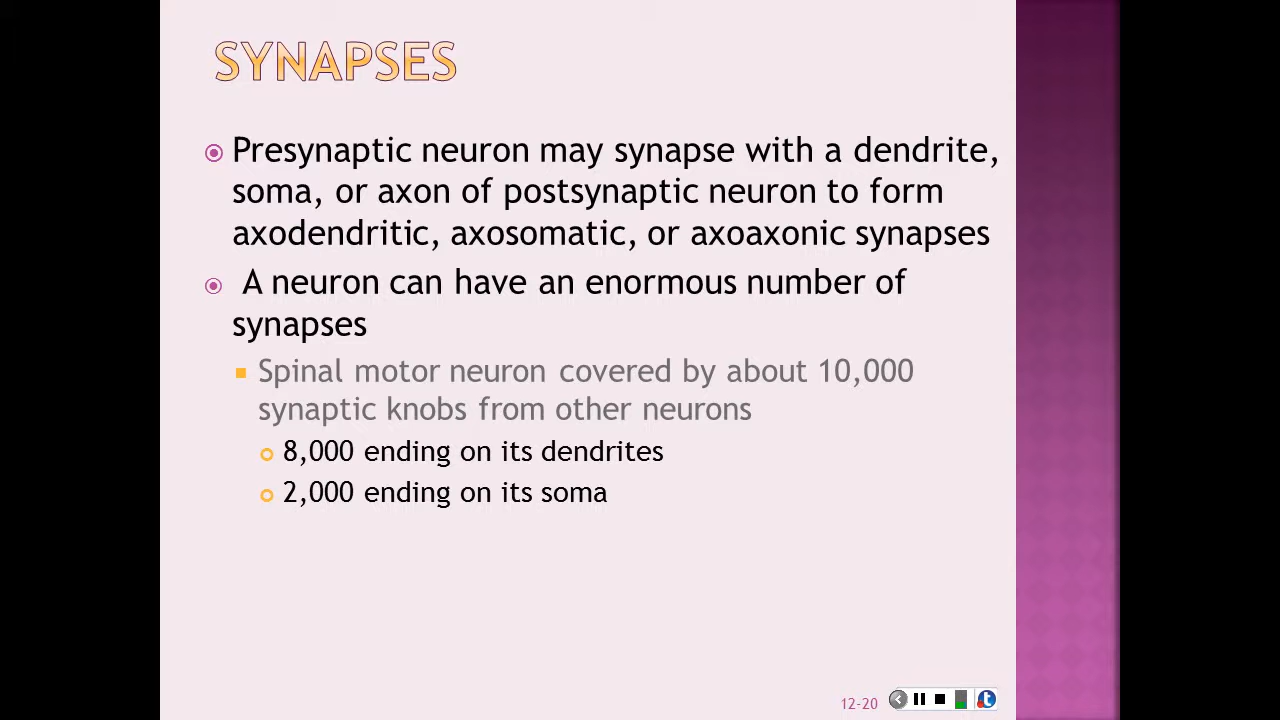 SYNAPSES
Presynaptic neuron may synapse with a dendrite,
soma, or axon of postsynaptic neuron to form
axodendritic, axosomatic, or axoaxonic synapses
A neuron can have an enormous number of
synapses
Spinal motor neuron covered by about 10,000
synaptic knobs from other neurons
8,000 ending on its dendrites
2,000 ending on its soma
12-20
t